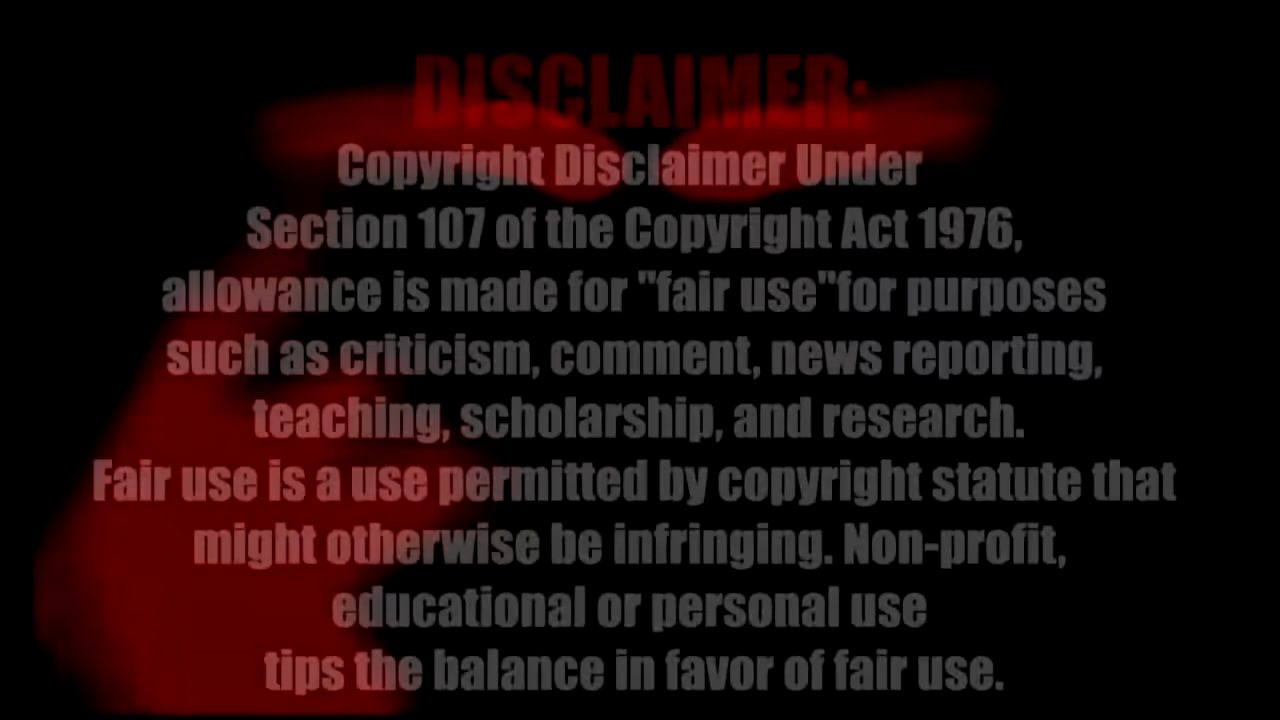 DISCLAIMER:
Copyright Disclaimer Under
Section 107 of the Copyright Act 1976,
allowance is made for "fair use"for purposes
such as criticism, comment, news reporting,
teaching, scholarship, and research.
Fair use is a use permitted by copyright statute that
might otherwise be infringing. Non-profit,
educational or personal use
tips the balance in favor of fair use.